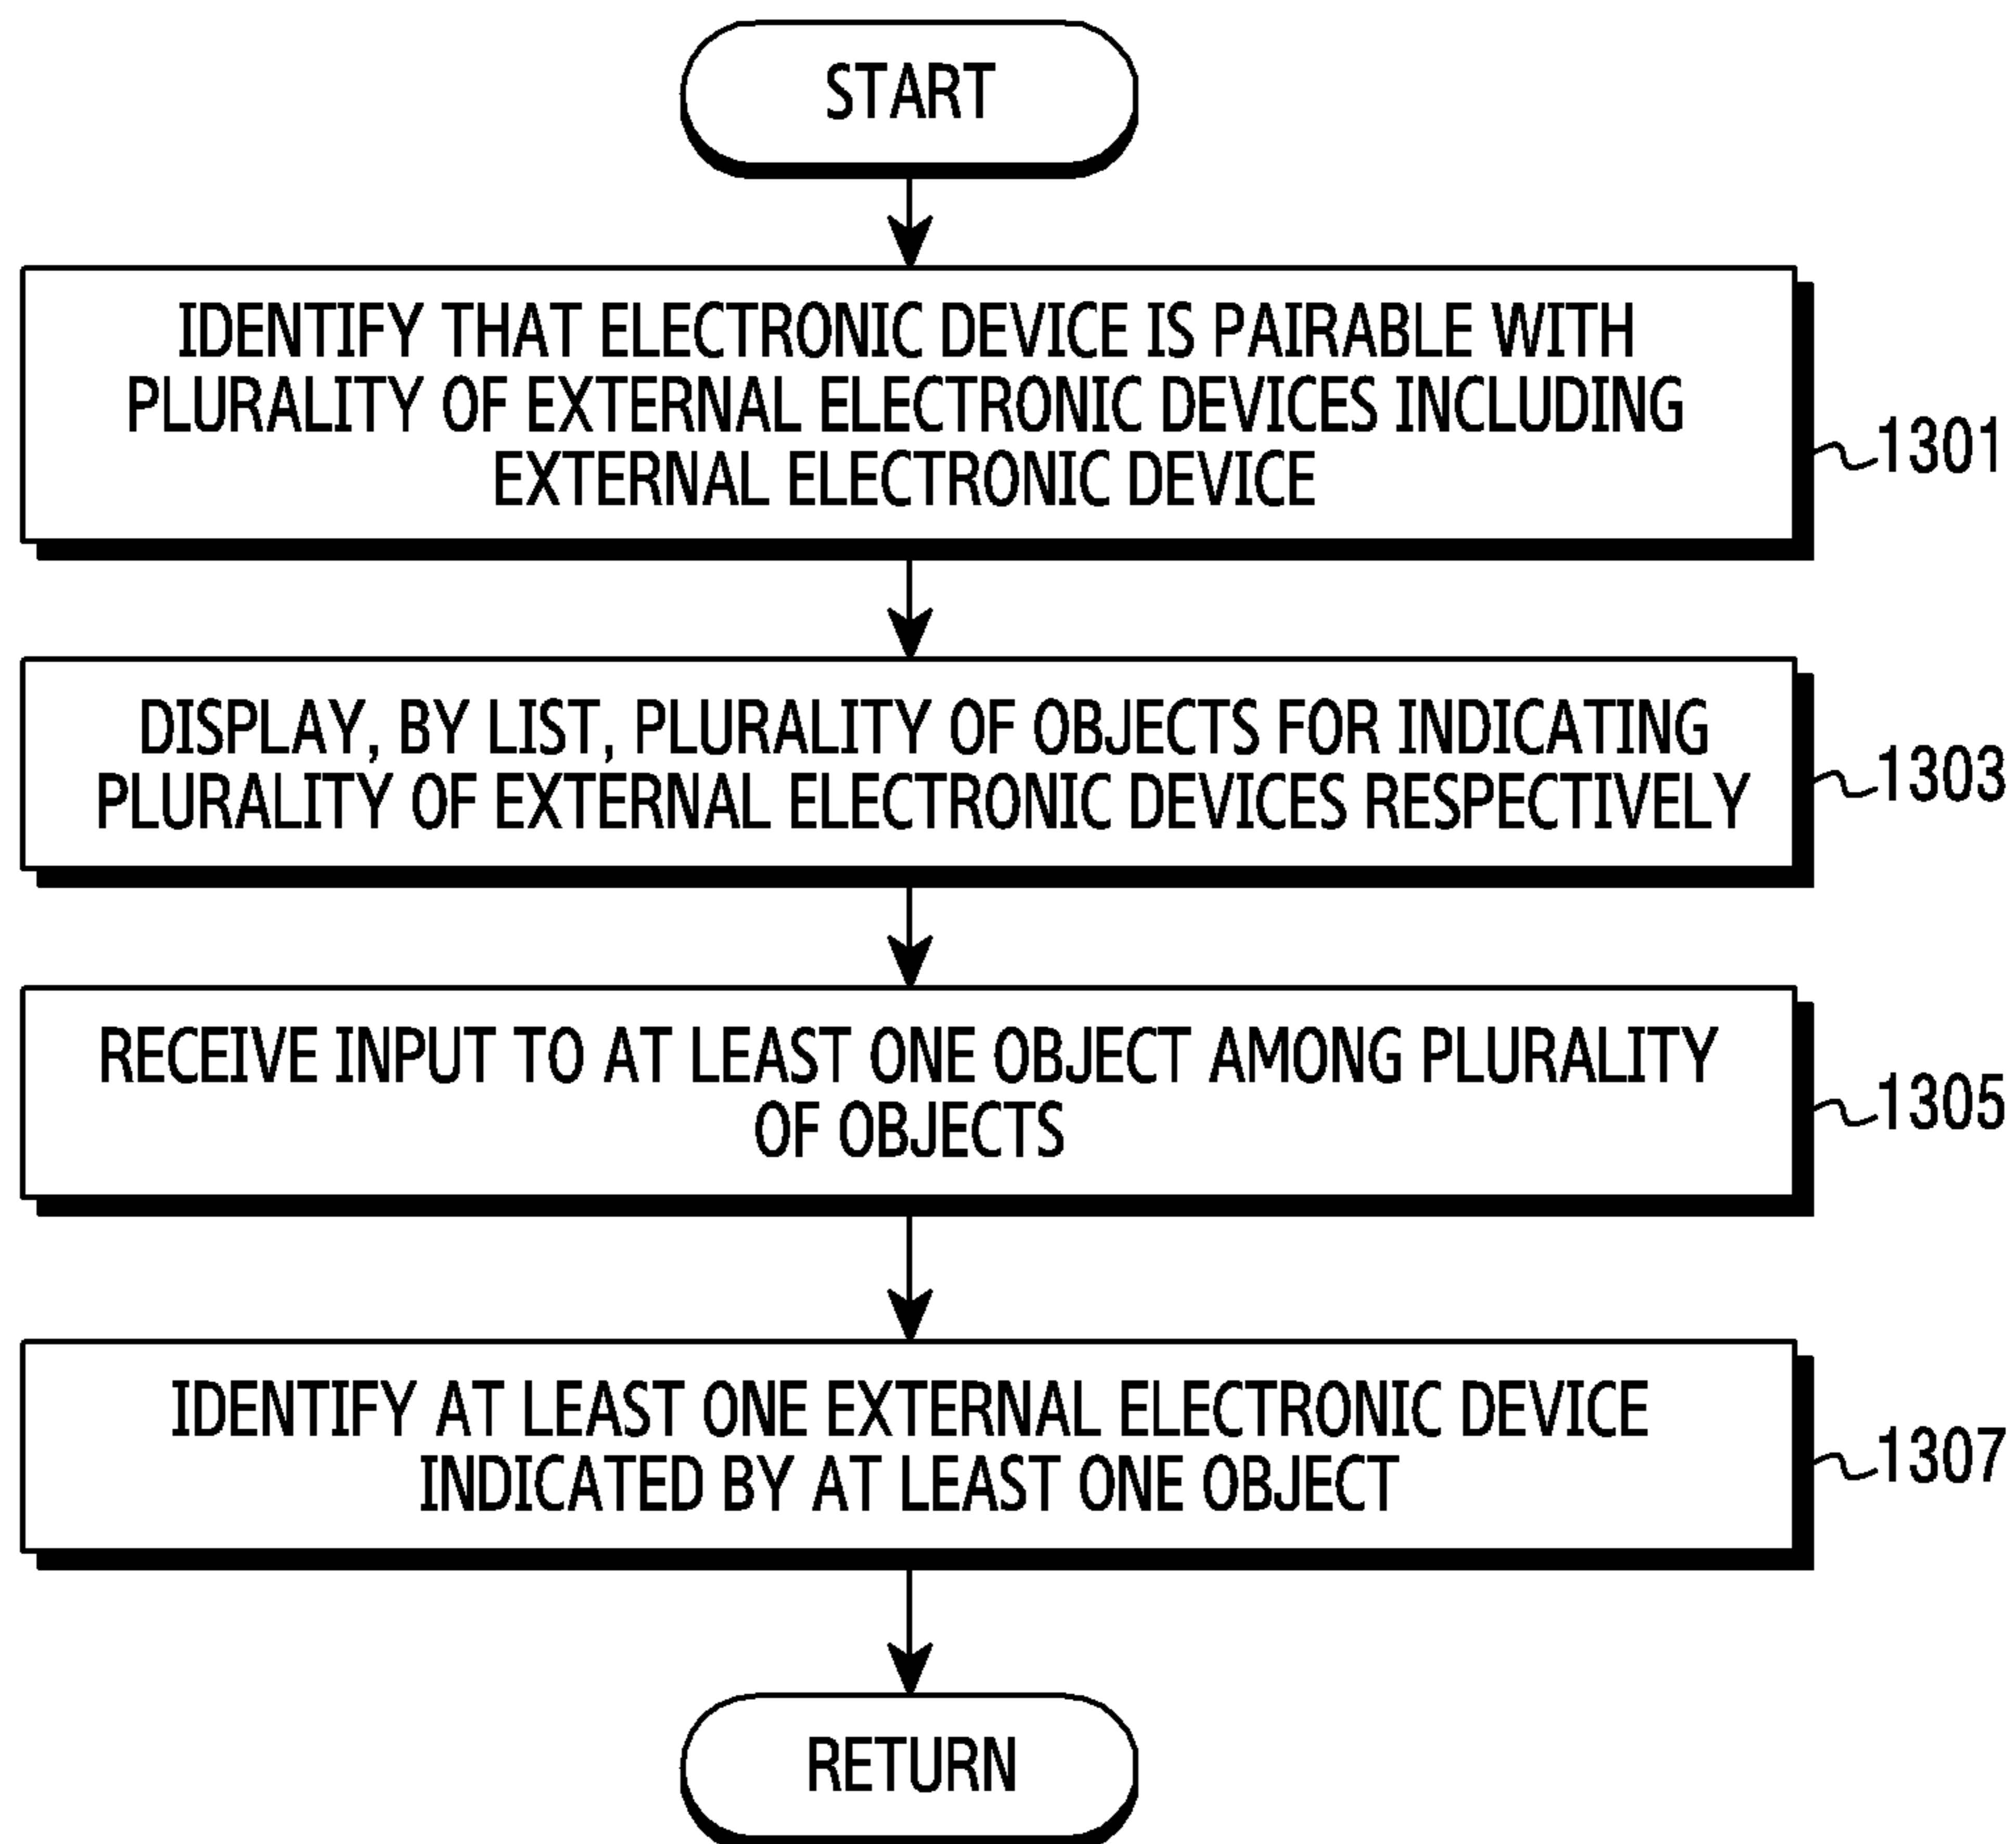 START
IDENTIFY THAT ELECTRONIC DEVICE IS PAIRABLE WITH
PLURALITY OF EXTERNAL ELECTRONIC DEVICES INCLUDING
EXTERNAL ELECTRONIC DEVICE
1301
DISPLAY, BY LIST, PLURALITY OF OBJECTS FOR INDICATING
PLURALITY OF EXTERNAL ELECTRONIC DEVICES RESPECTIVELY
1303
RECEIVE INPUT TO AT LEAST ONE OBJECT AMONG PLURALITY
OF OBJECTS
1305
IDENTIFY AT LEAST ONE EXTERNAL ELECTRONIC DEVICE
INDICATED BY AT LEAST ONE OBJECT
1307
RETURN